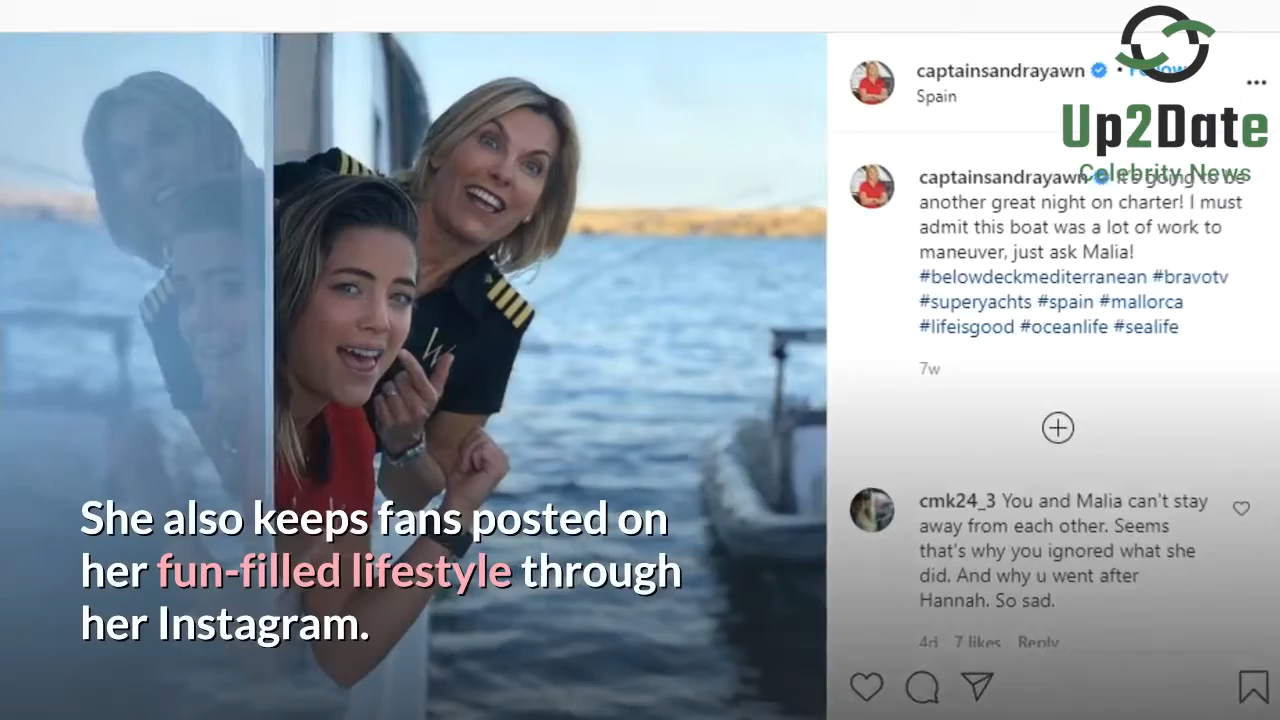 captainsandrayawn • Follow
Spain
Up2Date
Celebrity News
captainsandrayawn It's going to be
another great night on charter! I must
admit this boat was a lot of work to
maneuver, just ask Malia!
#belowdeckmediterranean #bravotv
#superyachts #spain #mallorca
#lifeisgood #oceanlife #sealife
7w
cmk24_3 You and Malia can't stay
away from each other. Seems
that's why you ignored what she
did. And why u went after
Hannah. So sad.
4d 7 likes Reply
She also keeps fans posted on
her fun-filled lifestyle through
her Instagram.